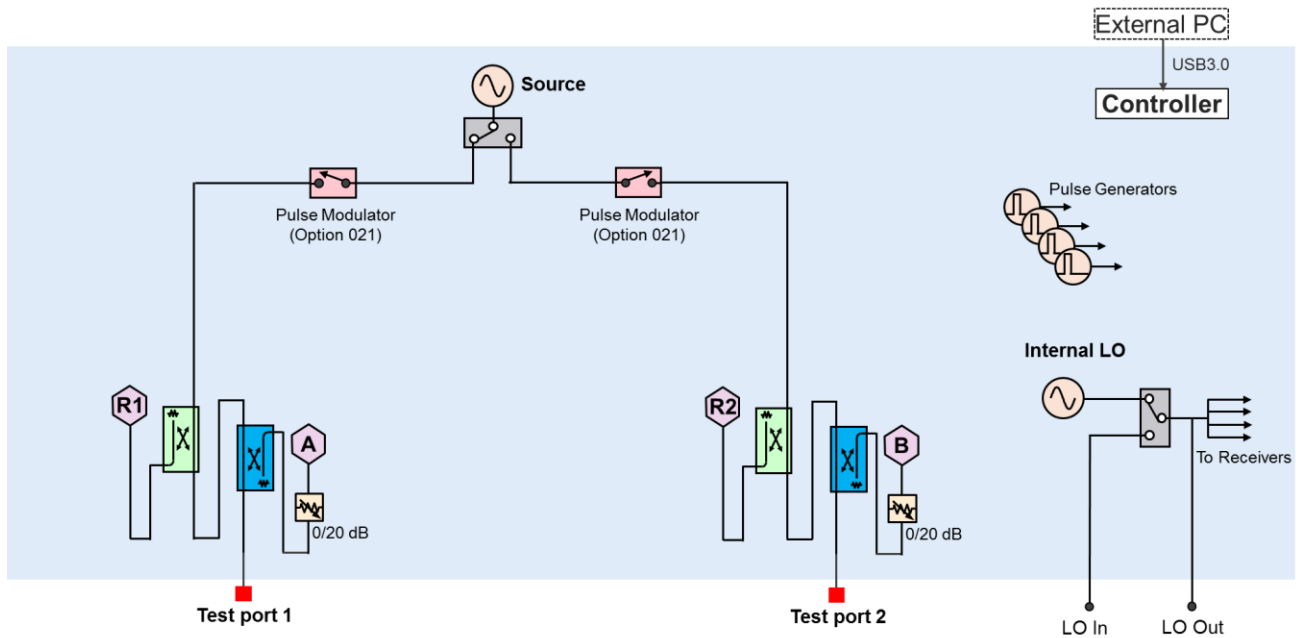 External PC
USB3.0
Controller
Source
Pulse Modulator
(Option 021)
Pulse Modulator
(Option 021)
Pulse Generators
Internal LO
R1
A
0/20 dB
R2
B
0/20 dB
To Receivers
Test port 1
Test port 2
LO In
LO Out